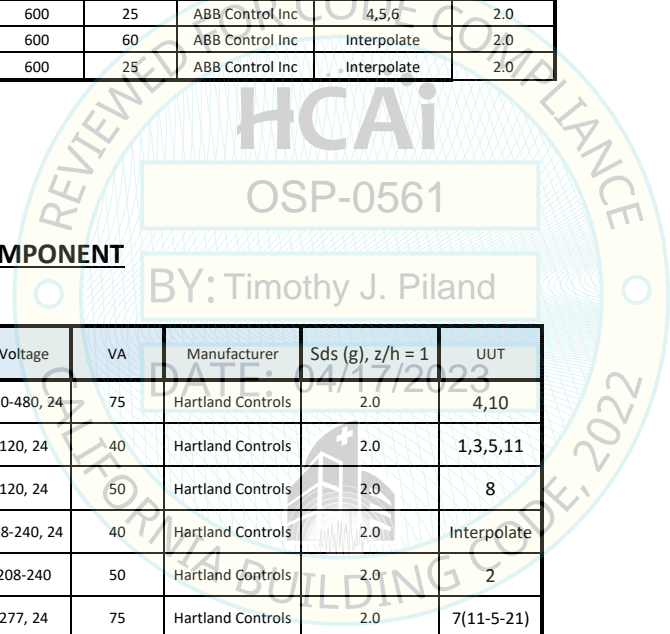 600 25 ABB Control Inc 4,5,6 2.0
600 60 ABB Control Inc Interpolate 2.0
600 25 ABB Control Inc Interpolate 2.0
REVIEWED FOR CODE COMPLIANCE
HCAi
OSP-0561
MPONENT
BY: Timothy J. Piland
Voltage VA Manufacturer Sds (g), z/h = 1 UUT
DATE: 04/17/2023
0-480, 24 75 Hartland Controls 2.0 4,10
120, 24 40 Hartland Controls 2.0 1,3,5,11
120, 24 50 Hartland Controls 2.0 8
8-240, 24 40 Hartland Controls 2.0 Interpolate
208-240 50 Hartland Controls 2.0 2
277, 24 75 Hartland Controls 2.0 7(11-5-21)
CALIFORNIA BUILDING CODE, 2022